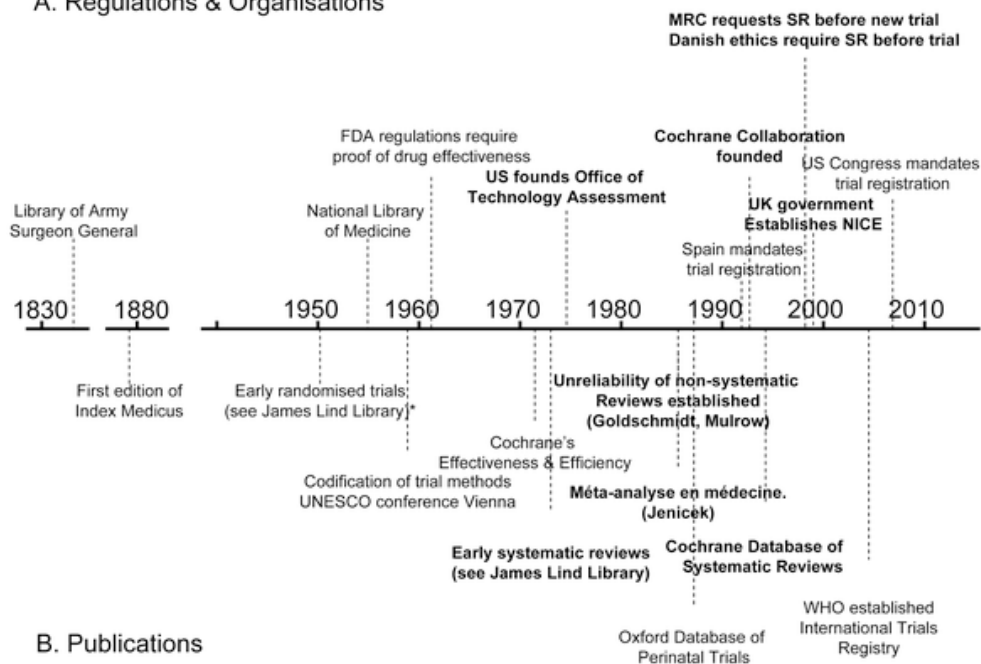 A. Regulations & Organisations
MRC requests SR before new trial
Danish ethics require SR before trial
FDA regulations require
proof of drug effectiveness
Cochrane Collaboration
founded
US Congress mandates
trial registration
US founds Office of
Technology Assessment
Library of Army
Surgeon General
National Library
of Medicine
UK government
Establishes NICE
Spain mandates
trial registration
1830 1880 1950 1960 1970 1980 1990 2000 2010
First edition of
Index Medicus
Early randomised trials
(see James Lind Library)*
Unreliability of non-systematic
Reviews established
(Goldschmidt, Mulrow)
Cochrane's
Effectiveness & Efficiency
Codification of trial methods
UNESCO conference Vienna
Méta-analyse en médecine.
(Jenicek)
Early systematic reviews
(see James Lind Library)
Cochrane Database of
Systematic Reviews
WHO established
International Trials
Registry
Oxford Database of
Perinatal Trials
B. Publications